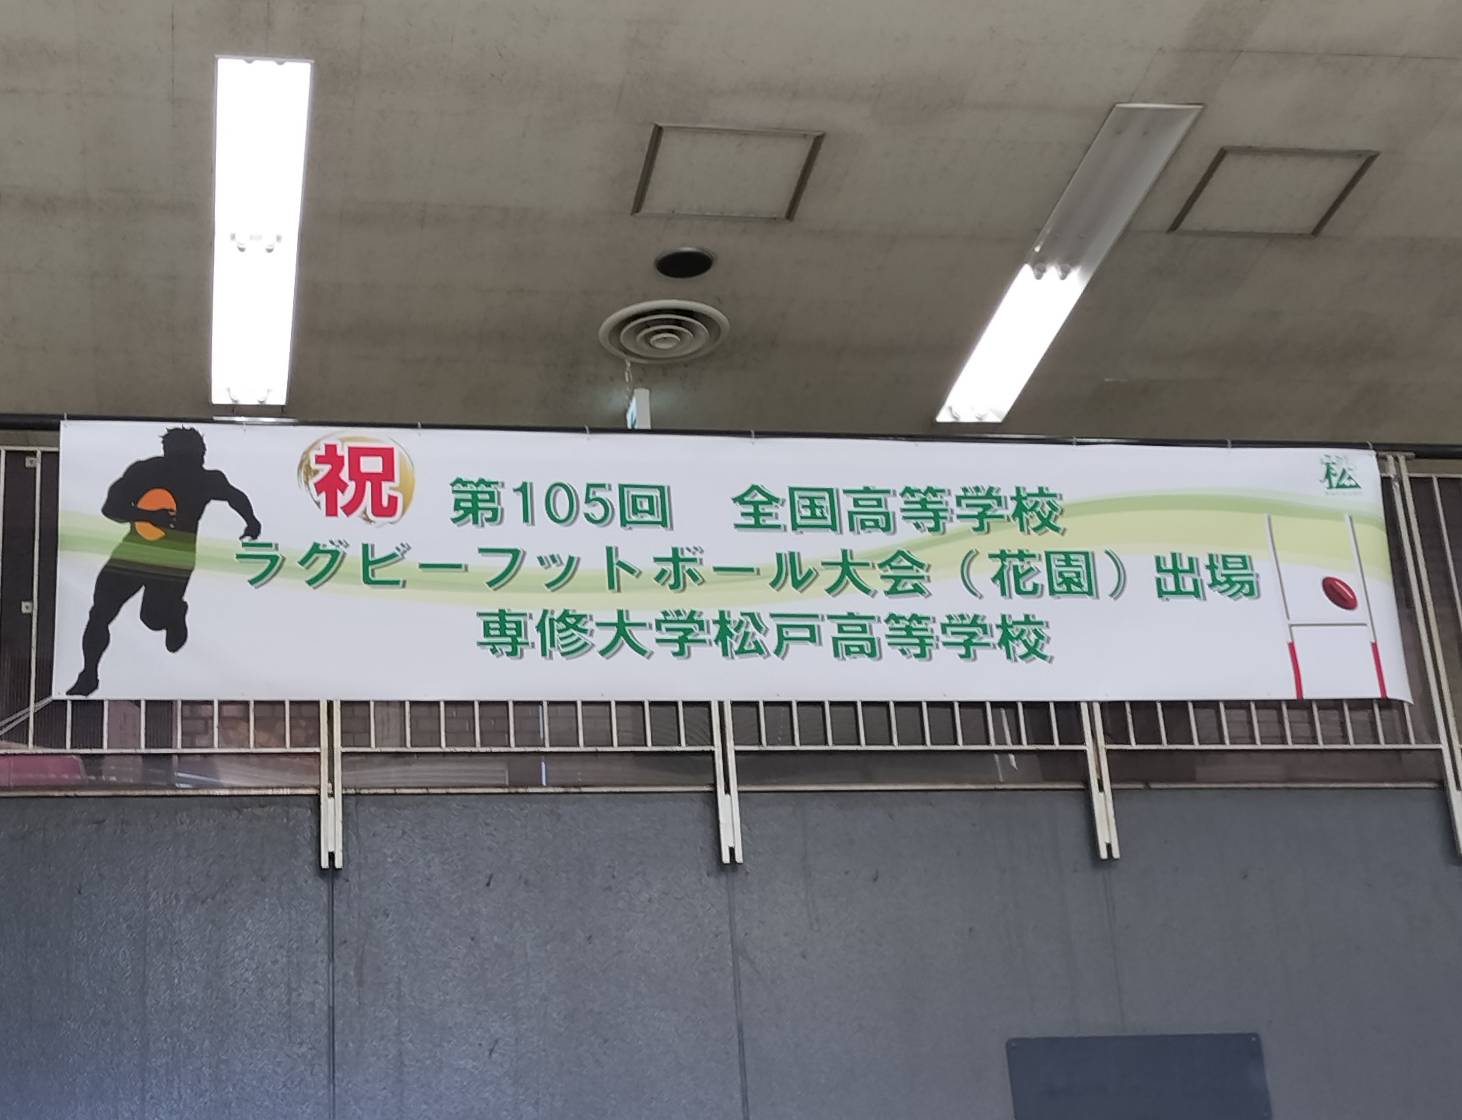 祝 第105回 全国高等学校
ラグビーフットボール大会（花園）出場
専修大学松戸高等学校
松